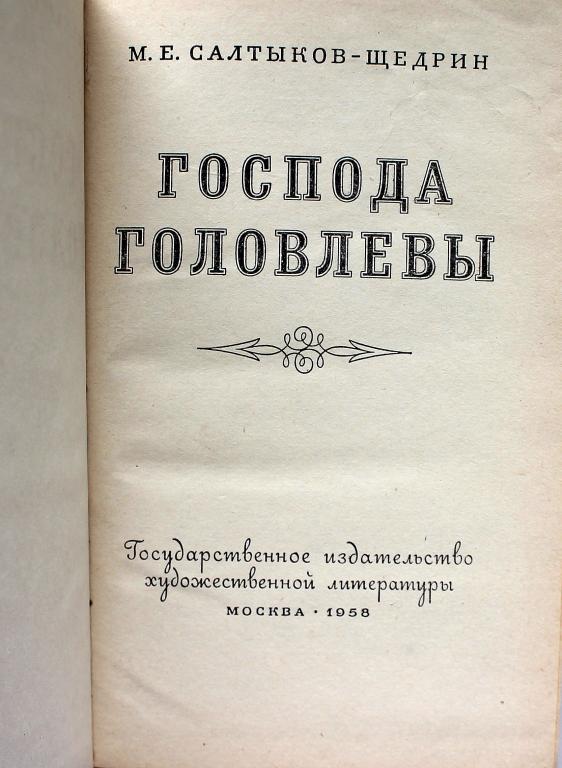 М. Е. САЛТЫКОВ-ЩЕДРИН
ГОСПОДА
ГОЛОВЛЕВЫ
Государственное издательство
художественной литературы
МОСКВА · 1958